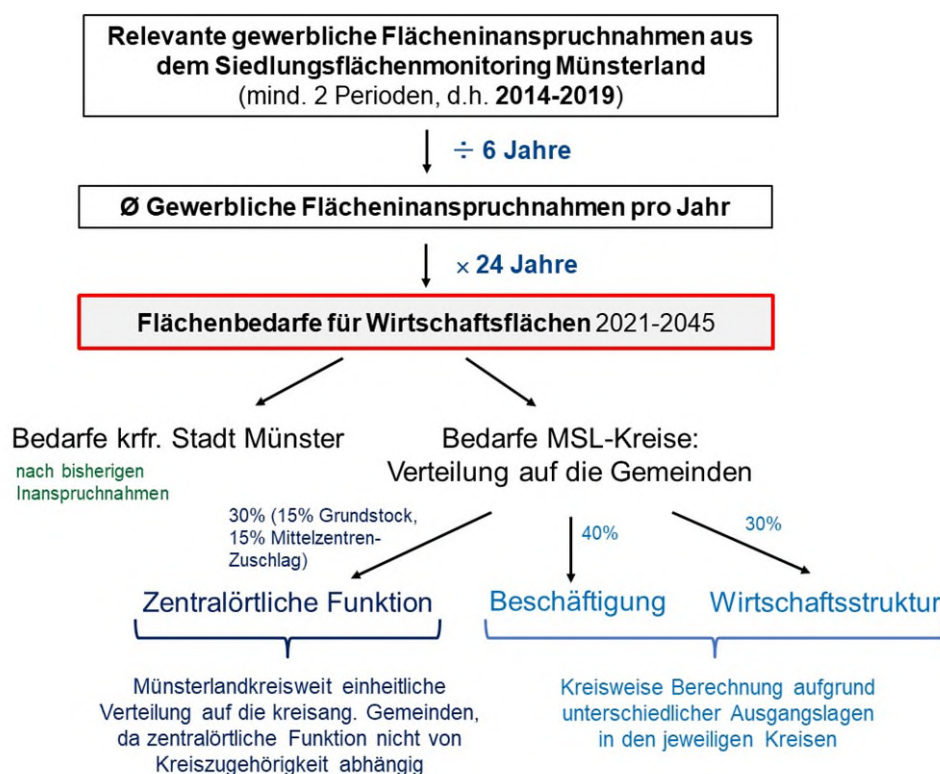 Relevante gewerbliche Flächeninanspruchnahmen aus
dem Siedlungsflächenmonitoring Münsterland
(mind. 2 Perioden, d.h. 2014-2019)
÷ 6 Jahre
Ø Gewerbliche Flächeninanspruchnahmen pro Jahr
× 24 Jahre
Flächenbedarfe für Wirtschaftsflächen 2021-2045
Bedarfe krfr. Stadt Münster
nach bisherigen
Inanspruchnahmen
Bedarfe MSL-Kreise:
Verteilung auf die Gemeinden
30% (15% Grundstock,
15% Mittelzentren-
Zuschlag)
40%
30%
Zentralörtliche Funktion
Beschäftigung
Wirtschaftsstruktur
Münsterlandkreisweit einheitliche
Verteilung auf die kreisang. Gemeinden,
da zentralörtliche Funktion nicht von
Kreiszugehörigkeit abhängig
Kreisweise Berechnung aufgrund
unterschiedlicher Ausgangslagen
in den jeweiligen Kreisen